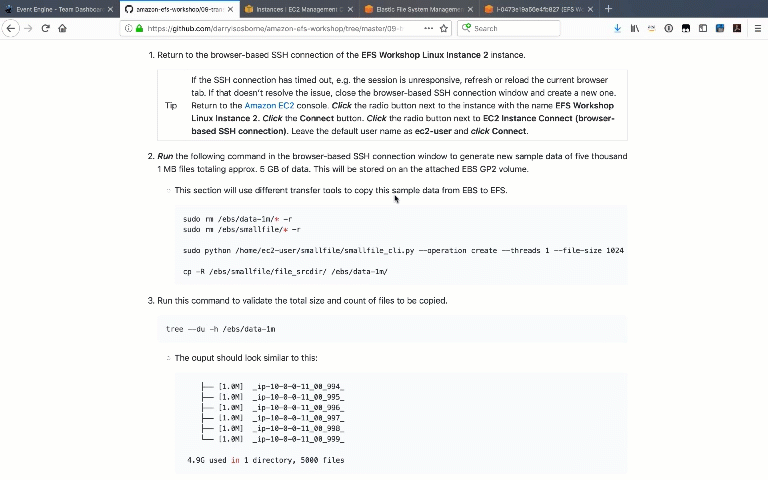 Event Engine - Team Dashboar
amazon-efs-workshop/09-tran
Instances | EC2 Management C
Elastic File System Managemen
i-0473e19a56e4fb827 (EFS W
https://github.com/darrylsosborne/amazon-efs-workshop/tree/master/09-
Search
1. Return to the browser-based SSH connection of the EFS Workshop Linux Instance 2 instance.
If the SSH connection has timed out, e.g. the session is unresponsive, refresh or reload the current browser
tab. If that doesn't resolve the issue, close the browser-based SSH connection window and create a new one.
Tip Return to the Amazon EC2 console. Click the radio button next to the instance with the name EFS Workshop
Linux Instance 2. Click the Connect button. Click the radio button next to EC2 Instance Connect (browser-
based SSH connection). Leave the default user name as ec2-user and click Connect.
2. Run the following command in the browser-based SSH connection window to generate new sample data of five thousand
1 MB files totaling approx. 5 GB of data. This will be stored on an the attached EBS GP2 volume.
This section will use different transfer tools to copy this sample data from EBS to EFS.
sudo rm /ebs/data-1m/* -r
sudo rm /ebs/smallfile/* -r
sudo python /home/ec2-user/smallfile/smallfile_cli.py --operation create --threads 1 --file-size 1024
cp -R /ebs/smallfile/file_srcdir/ /ebs/data-1m/
3. Run this command to validate the total size and count of files to be copied.
tree --du -h /ebs/data-1m
The ouput should look similar to this:
├── [1.0M] _ip-10-0-0-11_00_994_
├── [1.0M] _ip-10-0-0-11_00_995_
├── [1.0M] _ip-10-0-0-11_00_996_
├── [1.0M] _ip-10-0-0-11_00_997_
├── [1.0M] _ip-10-0-0-11_00_998_
└── [1.0M] _ip-10-0-0-11_00_999_
4.9G used in 1 directory, 5000 files